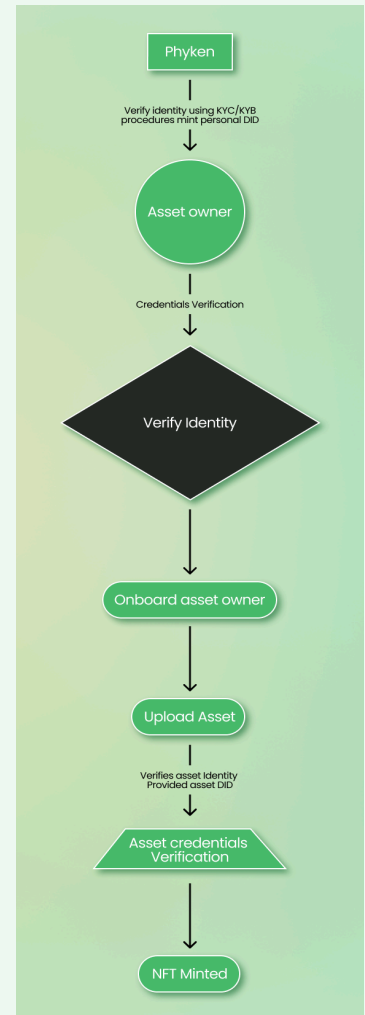 Phyken
Verify identity using KYC/KYB
procedures mint personal DID
Asset owner
Credentials Verification
Verify Identity
Onboard asset owner
Upload Asset
Verifies asset Identity
Provided asset DID
Asset credentials
Verification
NFT Minted